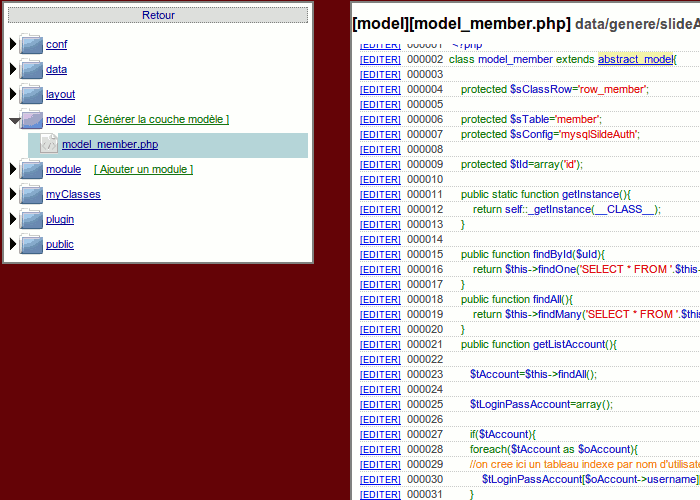 Retour
conf
data
layout
model [ Générer la couche modèle ]
model_member.php
module [ Ajouter un module ]
myClasses
plugin
public
[model][model_member.php] data/genere/slideA
[EDITER] 000001 <?php
[EDITER] 000002 class model_member extends abstract_model{
[EDITER] 000003
[EDITER] 000004 protected $sClassRow='row_member';
[EDITER] 000005
[EDITER] 000006 protected $sTable='member';
[EDITER] 000007 protected $sConfig='mysqlSildeAuth';
[EDITER] 000008
[EDITER] 000009 protected $tId=array('id');
[EDITER] 000010
[EDITER] 000011 public static function getInstance(){
[EDITER] 000012 return self::_getInstance(__CLASS__);
[EDITER] 000013 }
[EDITER] 000014
[EDITER] 000015 public function findById($uId){
[EDITER] 000016 return $this->findOne('SELECT * FROM '.$this-
[EDITER] 000017 }
[EDITER] 000018 public function findAll(){
[EDITER] 000019 return $this->findMany('SELECT * FROM '.$this
[EDITER] 000020 }
[EDITER] 000021 public function getListAccount(){
[EDITER] 000022
[EDITER] 000023 $tAccount=$this->findAll();
[EDITER] 000024
[EDITER] 000025 $tLoginPassAccount=array();
[EDITER] 000026
[EDITER] 000027 if($tAccount){
[EDITER] 000028 foreach($tAccount as $oAccount){
[EDITER] 000029 //on cree ici un tableau indexe par nom d'utilisate
[EDITER] 000030 $tLoginPassAccount[$oAccount->username]
[EDITER] 000031 }